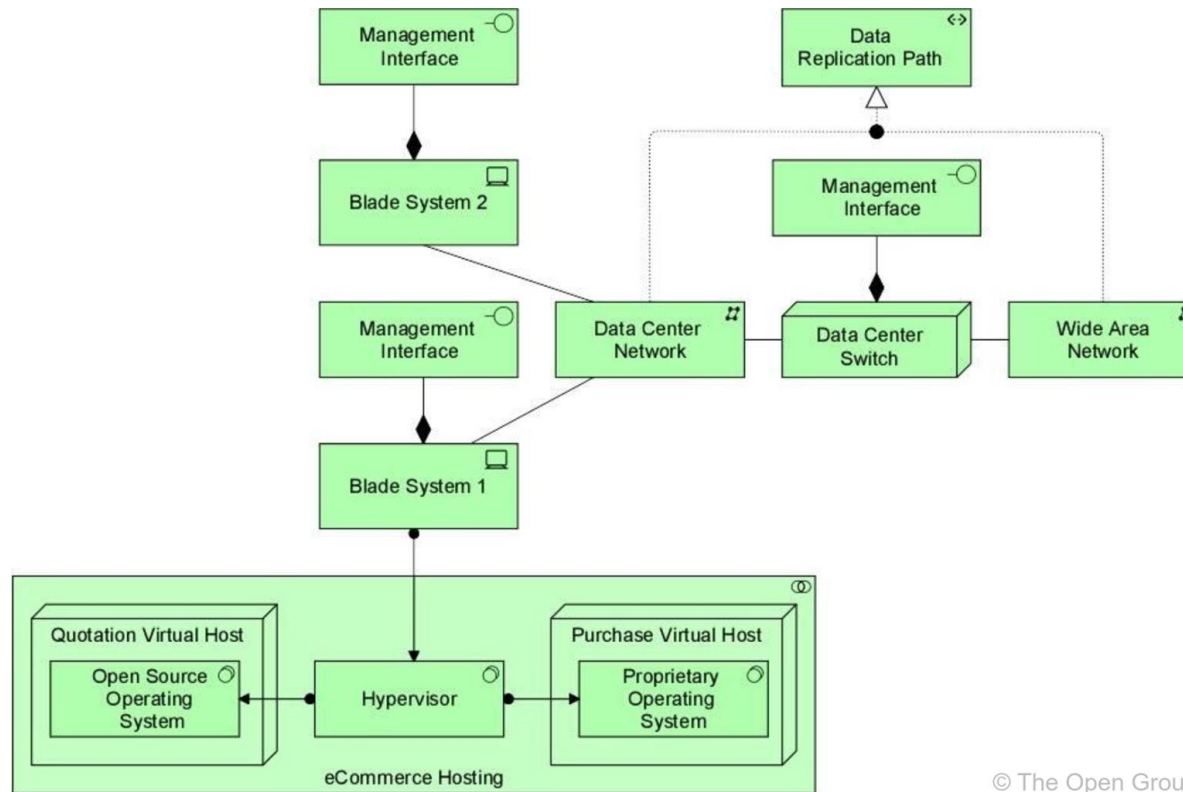 Management
Interface
Data
Replication Path
Blade System 2
Management
Interface
Management
Interface
Data Center
Network
Data Center
Switch
Wide Area
Network
Blade System 1
Quotation Virtual Host
Open Source
Operating
System
Hypervisor
Purchase Virtual Host
Proprietary
Operating
System
eCommerce Hosting
© The Open Grou